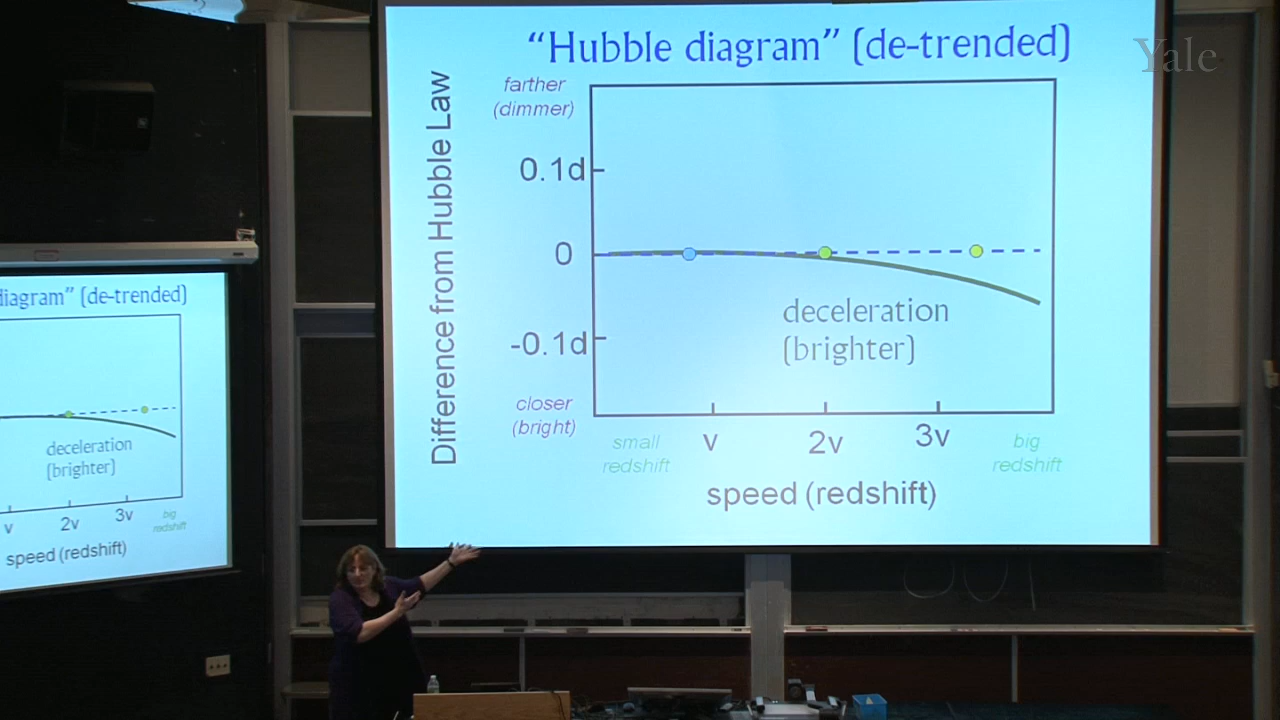 “Hubble diagram” (de-trended)
Yale
Difference from Hubble Law
farther
(dimmer)
0.1d
0
-0.1d
closer
(bright)
deceleration
(brighter)
small
redshift
v
2v
3v
big
redshift
speed (redshift)
diagram” (de-trended)
deceleration
(brighter)
v
2v
3v
big
redshift
speed (redshift)